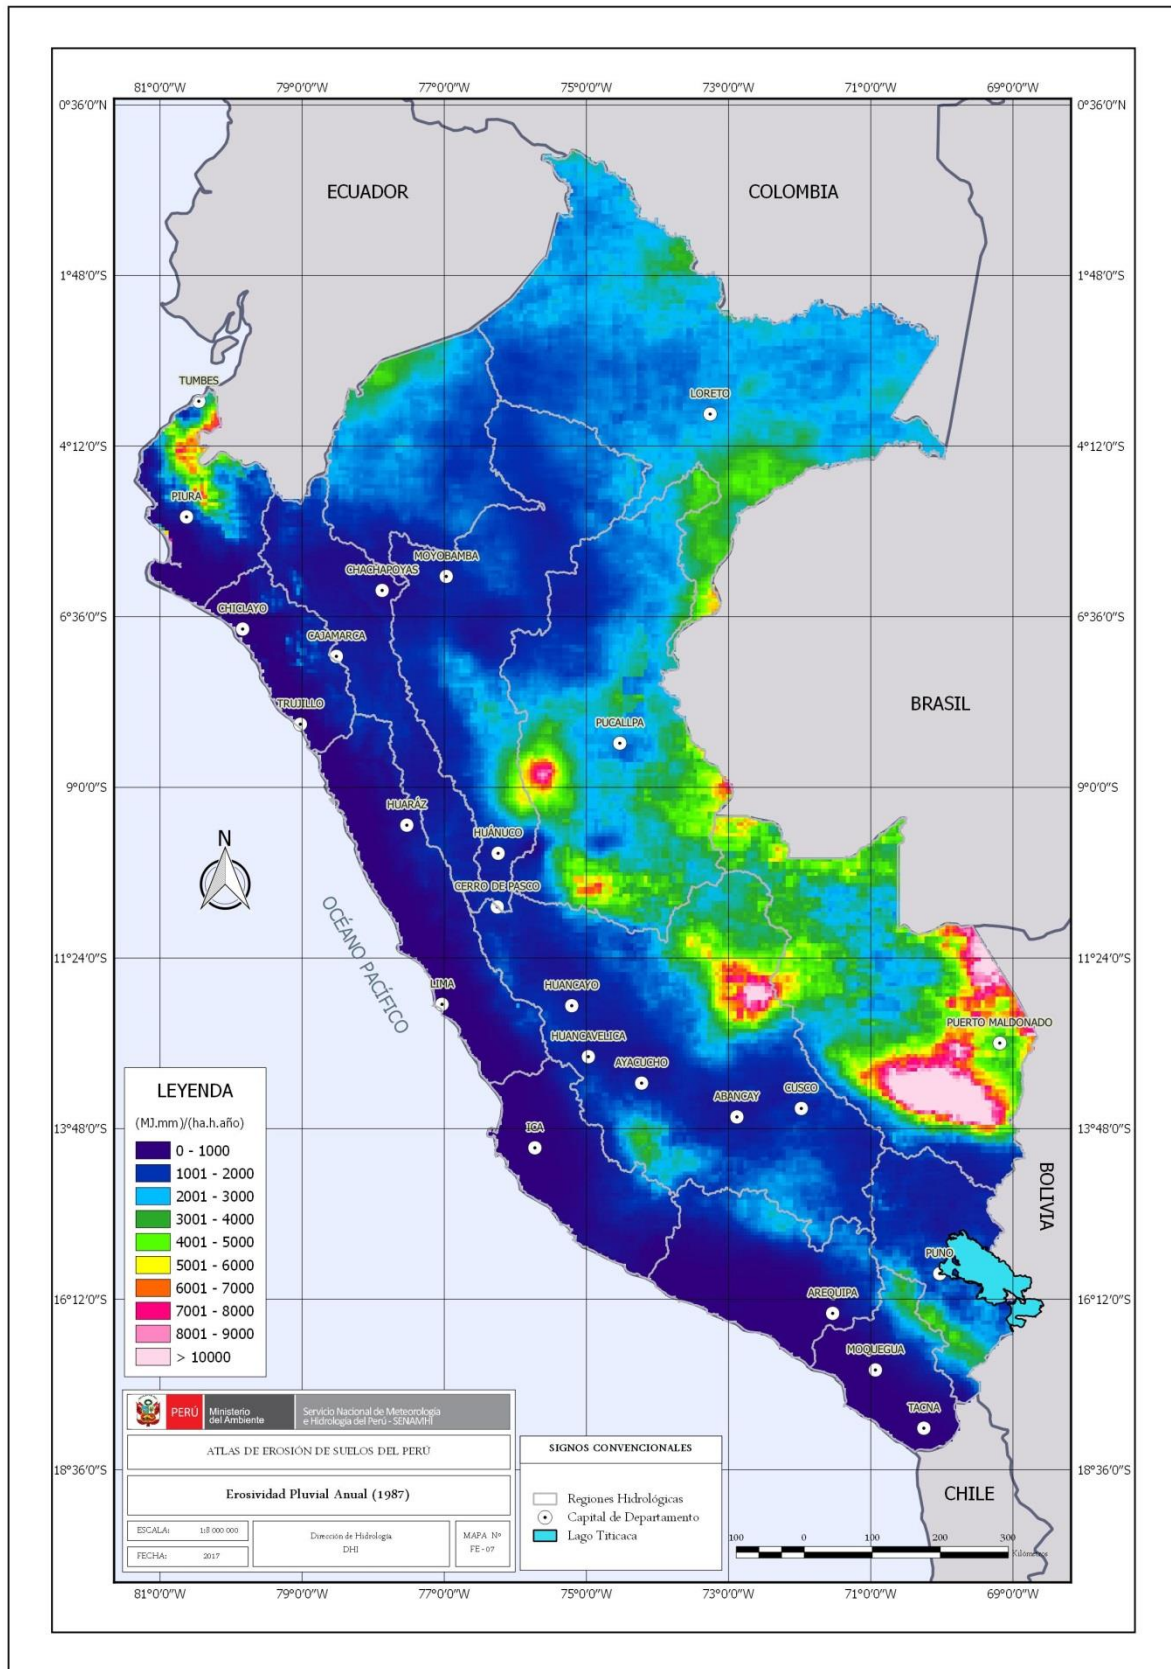 81°0'0"W 79°0'0"W 77°0'0"W 75°0'0"W 73°0'0"W 71°0'0"W 69°0'0"W
0°36'0"N 0°36'0"N
ECUADOR
COLOMBIA
1°48'0"S 1°48'0"S
TUMBES
LORETO
4°12'0"S 4°12'0"S
PIURA
MOYOBAMBA
CHACHAPOYAS
6°36'0"S 6°36'0"S
CHICLAYO
CAJAMARCA
TRUJILLO
BRASIL
PUCALLPA
9°0'0"S 9°0'0"S
HUARÁZ
HUÁNUCO
N
CERRO DE PASCO
OCÉANO PACÍFICO
11°24'0"S 11°24'0"S
LIMA
HUANCAYO
PUERTO MALDONADO
HUANCAVELICA
AYACUCHO
ABANCAY
CUSCO
13°48'0"S 13°48'0"S
ICA
BOLIVIA
PUNO
16°12'0"S 16°12'0"S
AREQUIPA
MOQUEGUA
TACNA
18°36'0"S 18°36'0"S
CHILE
LEYENDA
(MJ.mm)/(ha.h.año)
0 - 1000
1001 - 2000
2001 - 3000
3001 - 4000
4001 - 5000
5001 - 6000
6001 - 7000
7001 - 8000
8001 - 9000
> 10000
PERÚ
Ministerio
del Ambiente
Servicio Nacional de Meteorología
e Hidrología del Perú - SENAMHI
ATLAS DE EROSIÓN DE SUELOS DEL PERÚ
Erosividad Pluvial Anual (1987)
ESCALA: 1:8 000 000
FECHA: 2017
Dirección de Hidrología
DHI
MAPA Nº
FE - 07
SIGNOS CONVENCIONALES
Regiones Hidrológicas
Capital de Departamento
Lago Titicaca
100 0 100 200 300
Kilómetros
81°0'0"W 79°0'0"W 77°0'0"W 75°0'0"W 73°0'0"W 71°0'0"W 69°0'0"W